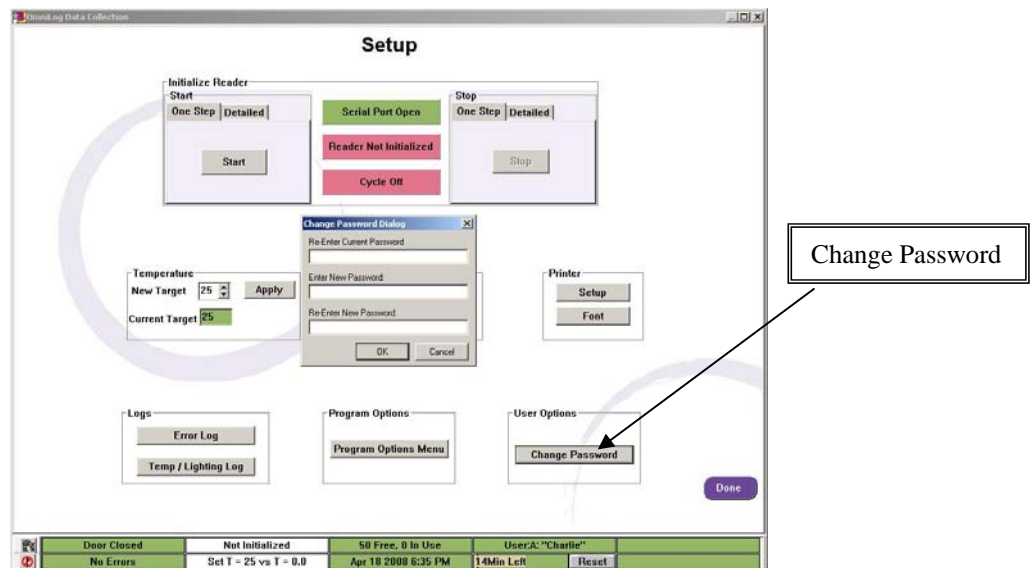 OmniLog Data Collection
Setup
Initialize Reader
Start
One Step Detailed
Start
Serial Port Open
Reader Not Initialized
Cycle Off
Stop
One Step Detailed
Stop
Change Password Dialog
Re-Enter Current Password
Enter New Password:
Re-Enter New Password:
OK Cancel
Change Password
Temperature
New Target 25 Apply
Current Target 25
Printer
Setup
Font
Logs
Error Log
Temp / Lighting Log
Program Options
Program Options Menu
User Options
Change Password
Done
Door Closed Not Initialized 50 Free, 0 In Use User:A: "Charlie"
No Errors Set T = 25 vs T = 0.0 Apr 18 2008 6:35 PM 14Min Left Reset